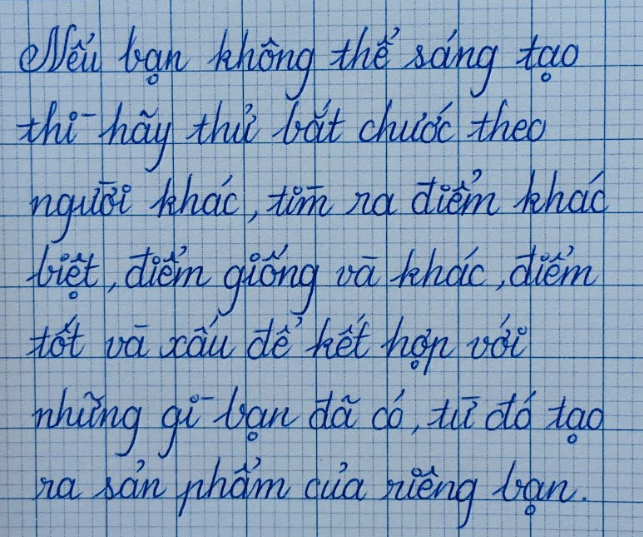 Nếu bạn không thể sáng tạo
thì hãy thử bắt chước theo
người khác, tìm ra điểm khác
biệt, điểm giống và khác, điểm
tốt và xấu để kết hợp với
những gì bạn đã có, từ đó tạo
ra sản phẩm của riêng bạn.